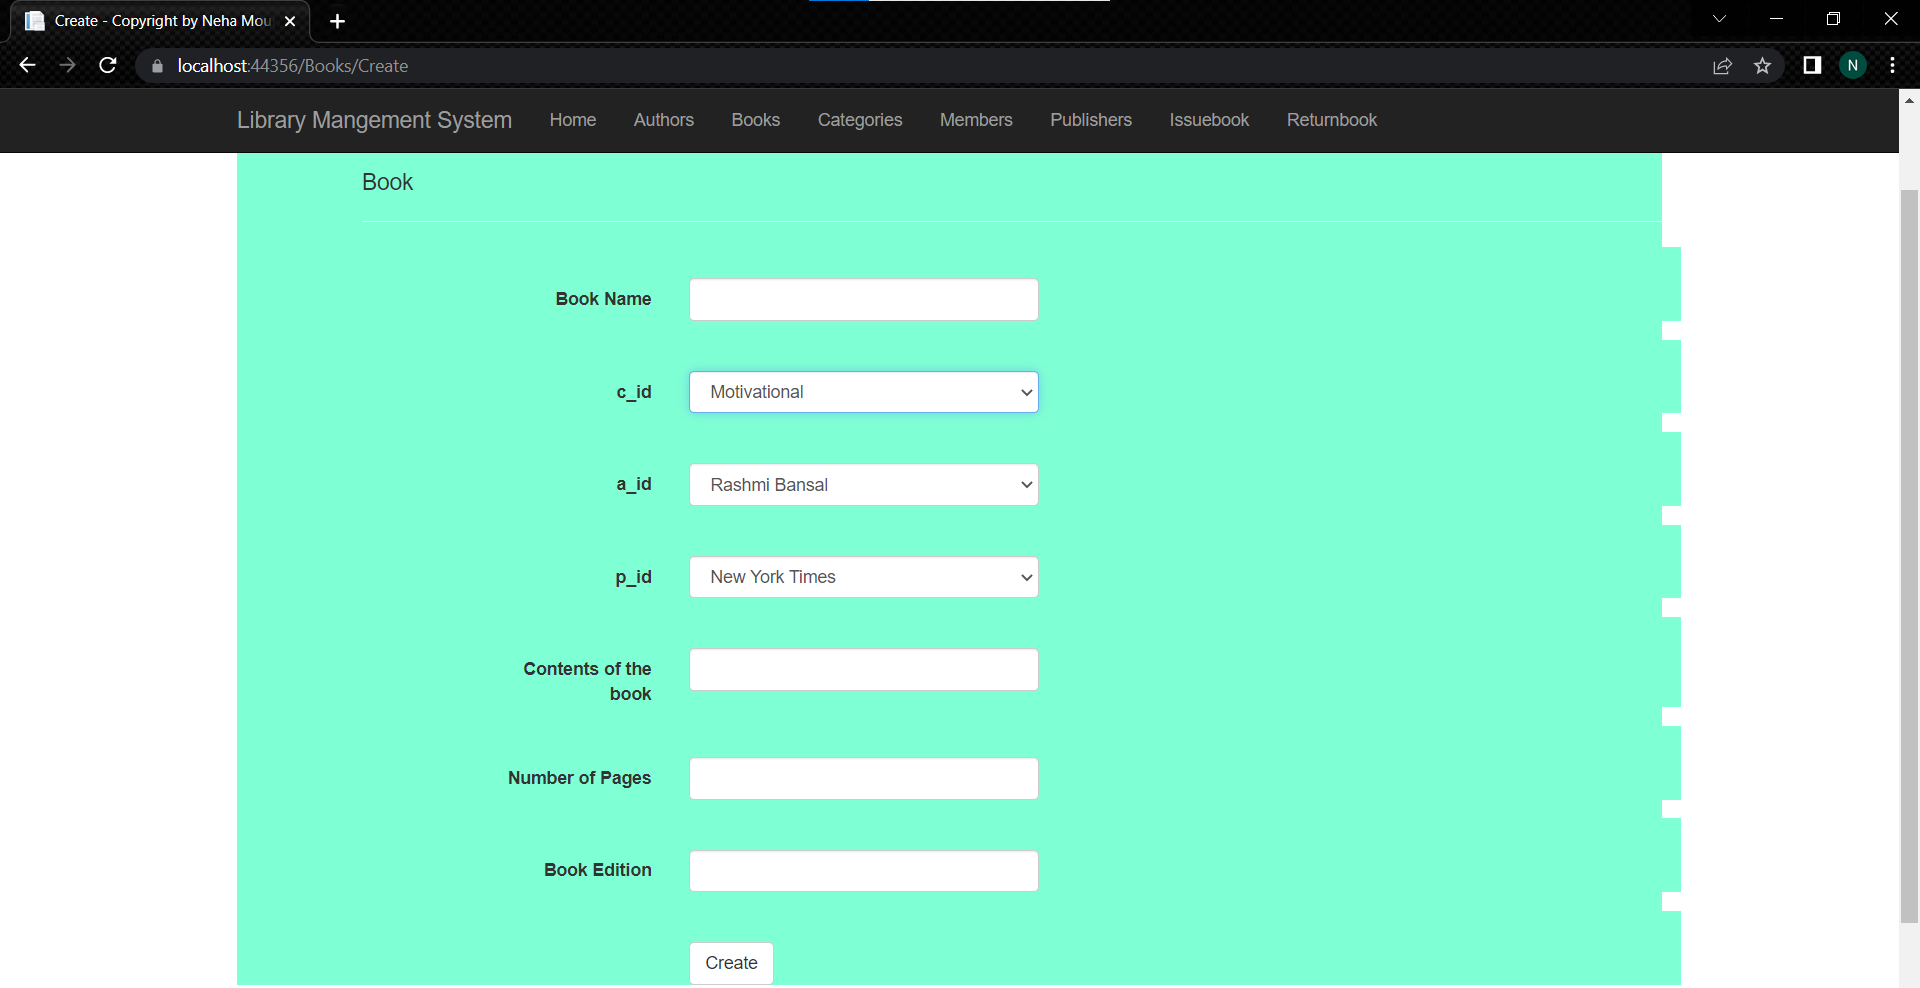 Create - Copyright by Neha Mou
localhost:44356/Books/Create
N
Library Mangement System Home Authors Books Categories Members Publishers Issuebook Returnbook
Book
Book Name
c_id Motivational
a_id Rashmi Bansal
p_id New York Times
Contents of the
book
Number of Pages
Book Edition
Create